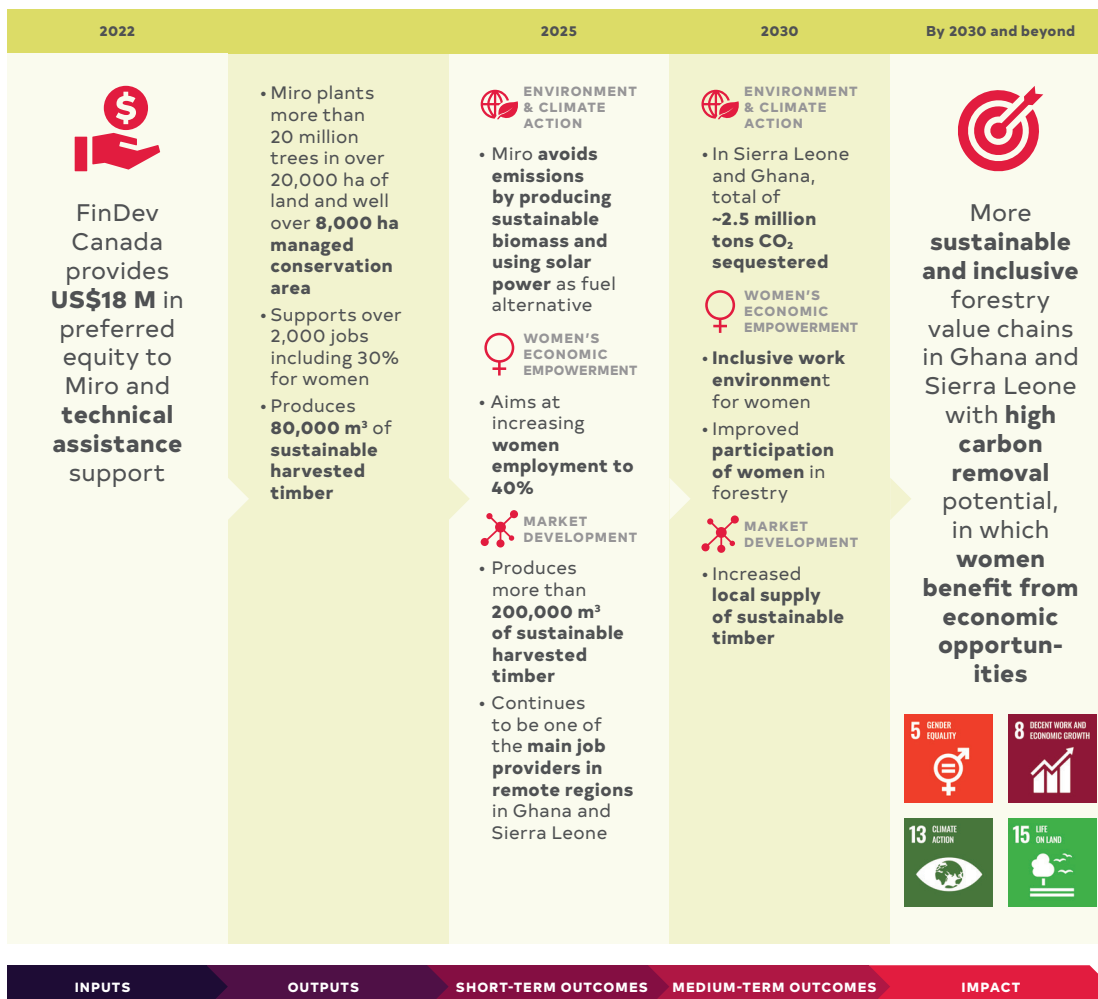 2022
2025
2030
By 2030 and beyond
$
FinDev
Canada
provides
US$18 M in
preferred
equity to
Miro and
technical
assistance
support
• Miro plants
more than
20 million
trees in over
20,000 ha of
land and well
over 8,000 ha
managed
conservation
area
• Supports over
2,000 jobs
including 30%
for women
• Produces
80,000 m³ of
sustainable
harvested
timber
ENVIRONMENT
& CLIMATE
ACTION
• Miro avoids
emissions
by producing
sustainable
biomass and
using solar
power as fuel
alternative
WOMEN'S
ECONOMIC
EMPOWERMENT
• Aims at
increasing
women
employment to
40%
MARKET
DEVELOPMENT
• Produces
more than
200,000 m³
of sustainable
harvested
timber
• Continues
to be one of
the main job
providers in
remote regions
in Ghana and
Sierra Leone
ENVIRONMENT
& CLIMATE
ACTION
• In Sierra Leone
and Ghana,
total of
~2.5 million
tons CO₂
sequestered
WOMEN'S
ECONOMIC
EMPOWERMENT
• Inclusive work
environment
for women
• Improved
participation
of women in
forestry
MARKET
DEVELOPMENT
• Increased
local supply
of sustainable
timber
More
sustainable
and inclusive
forestry
value chains
in Ghana and
Sierra Leone
with high
carbon
removal
potential,
in which
women
benefit from
economic
opportun-
ities
5 GENDER
EQUALITY
8 DECENT WORK AND
ECONOMIC GROWTH
13 CLIMATE
ACTION
15 LIFE
ON LAND
INPUTS
OUTPUTS
SHORT-TERM OUTCOMES
MEDIUM-TERM OUTCOMES
IMPACT